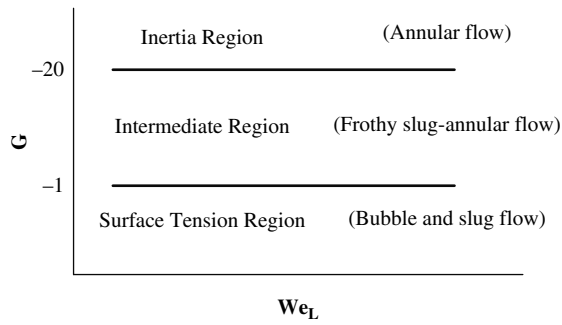 Inertia Region (Annular flow)
–20
Intermediate Region (Frothy slug-annular flow)
G
–1
Surface Tension Region (Bubble and slug flow)
We_L